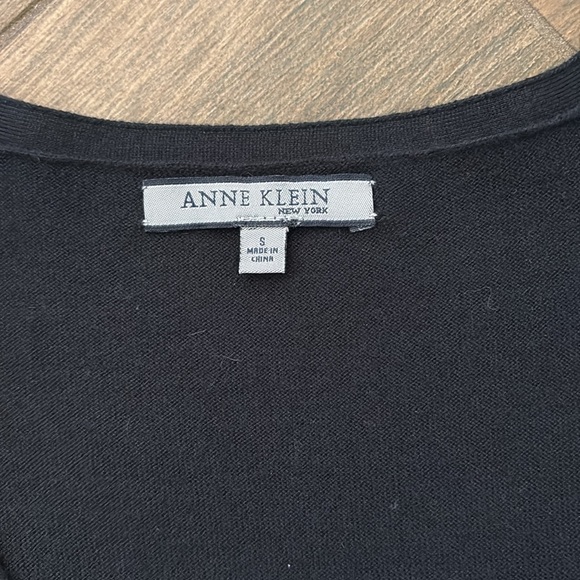 ANNE KLEIN
NEW YORK
S
MADE IN
CHINA